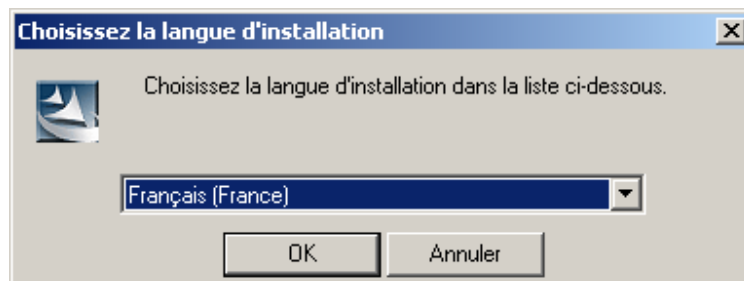 Choisissez la langue d'installation
Choisissez la langue d'installation dans la liste ci-dessous.
Français (France)
OK
Annuler